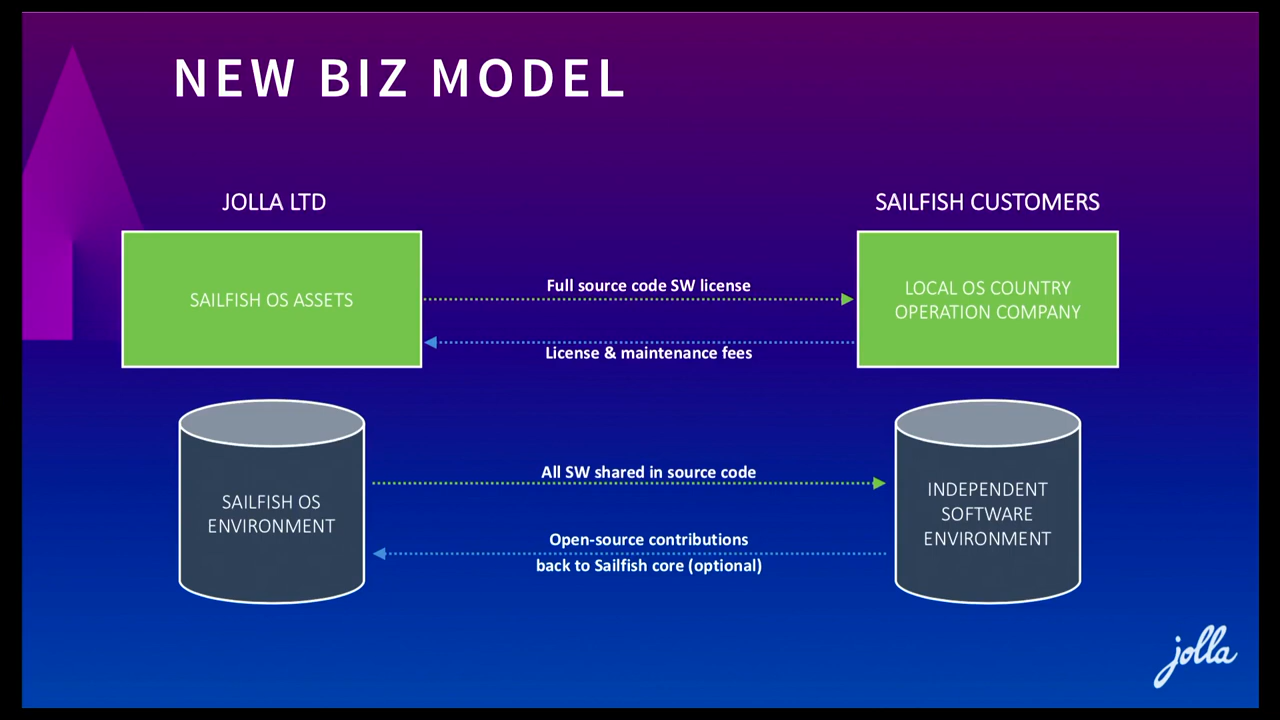 NEW BIZ MODEL
JOLLA LTD
SAILFISH CUSTOMERS
SAILFISH OS ASSETS
Full source code SW license
License & maintenance fees
LOCAL OS COUNTRY
OPERATION COMPANY
SAILFISH OS
ENVIRONMENT
All SW shared in source code
Open-source contributions
back to Sailfish core (optional)
INDEPENDENT
SOFTWARE
ENVIRONMENT
jolla